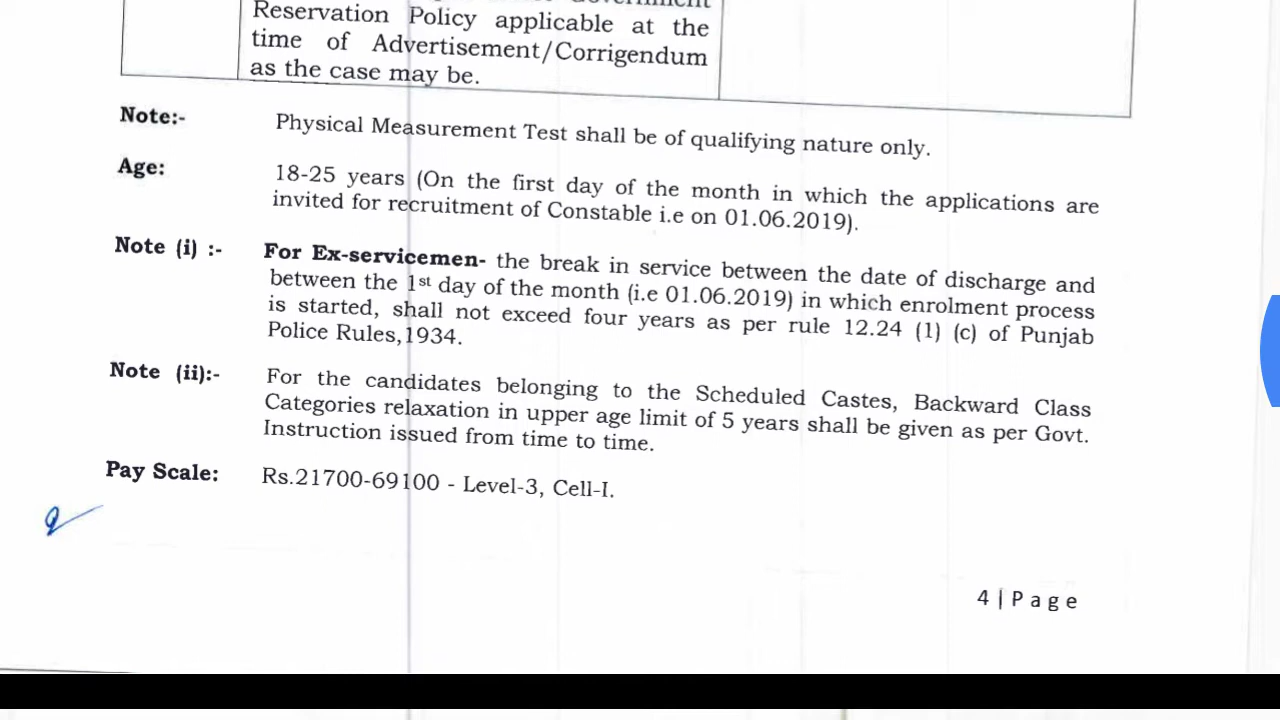 Reservation Policy applicable at the
time of Advertisement/Corrigendum
as the case may be.
Note:- Physical Measurement Test shall be of qualifying nature only.
Age: 18-25 years (On the first day of the month in which the applications are
invited for recruitment of Constable i.e on 01.06.2019).
Note (i) :- For Ex-servicemen- the break in service between the date of discharge and
between the 1st day of the month (i.e 01.06.2019) in which enrolment process
is started, shall not exceed four years as per rule 12.24 (1) (c) of Punjab
Police Rules,1934.
Note (ii):- For the candidates belonging to the Scheduled Castes, Backward Class
Categories relaxation in upper age limit of 5 years shall be given as per Govt.
Instruction issued from time to time.
Pay Scale: Rs.21700-69100 - Level-3, Cell-I.
4 | P a g e